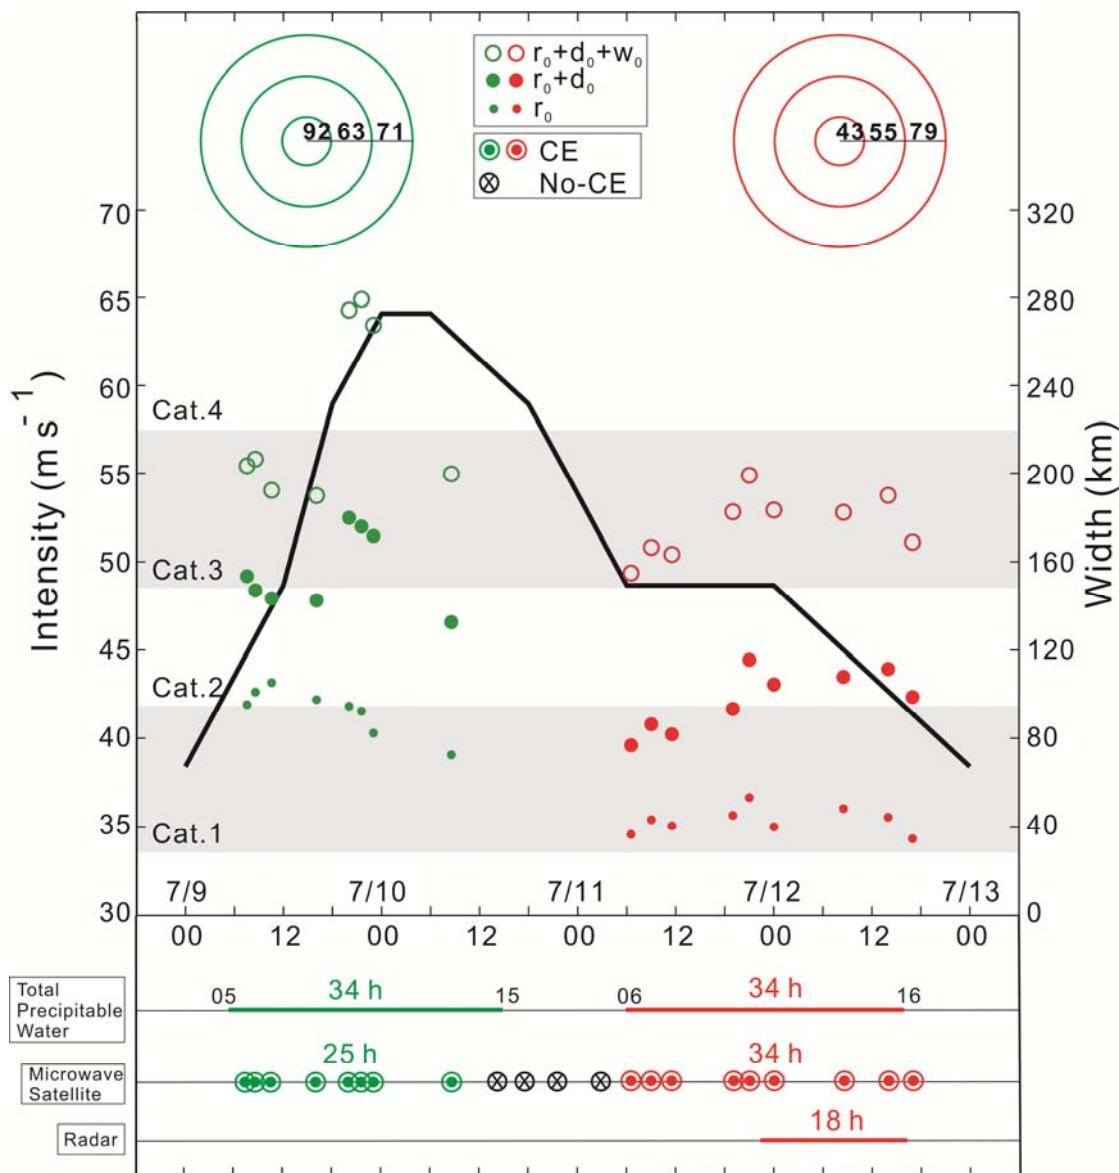 r₀+d₀+w₀
r₀+d₀
r₀
CE
No-CE
92 63 71
43 55 79
70
65
60
55
50
45
40
35
30
Intensity (m s⁻¹)
320
280
240
200
160
120
80
40
0
Width (km)
Cat.4
Cat.3
Cat.2
Cat.1
7/9 7/10 7/11 7/12 7/13
00 12 00 12 00 12 00 12 00
Total
Precipitable
Water
05 34 h 15 06 34 h 16
Microwave
Satellite
25 h 34 h
Radar
18 h